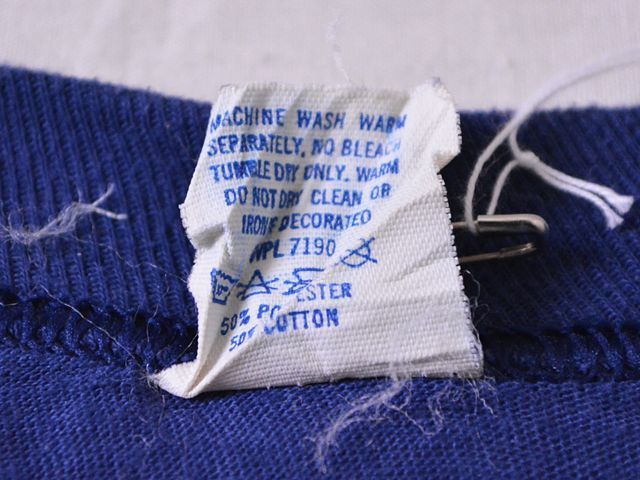 MACHINE WASH WARM
SEPARATELY. NO BLEACH
TUMBLE DRY ONLY. WARM
DO NOT DRY CLEAN OR
IRON F DECORATED
WPL 7190
50% PO ESTER
50% COTTON